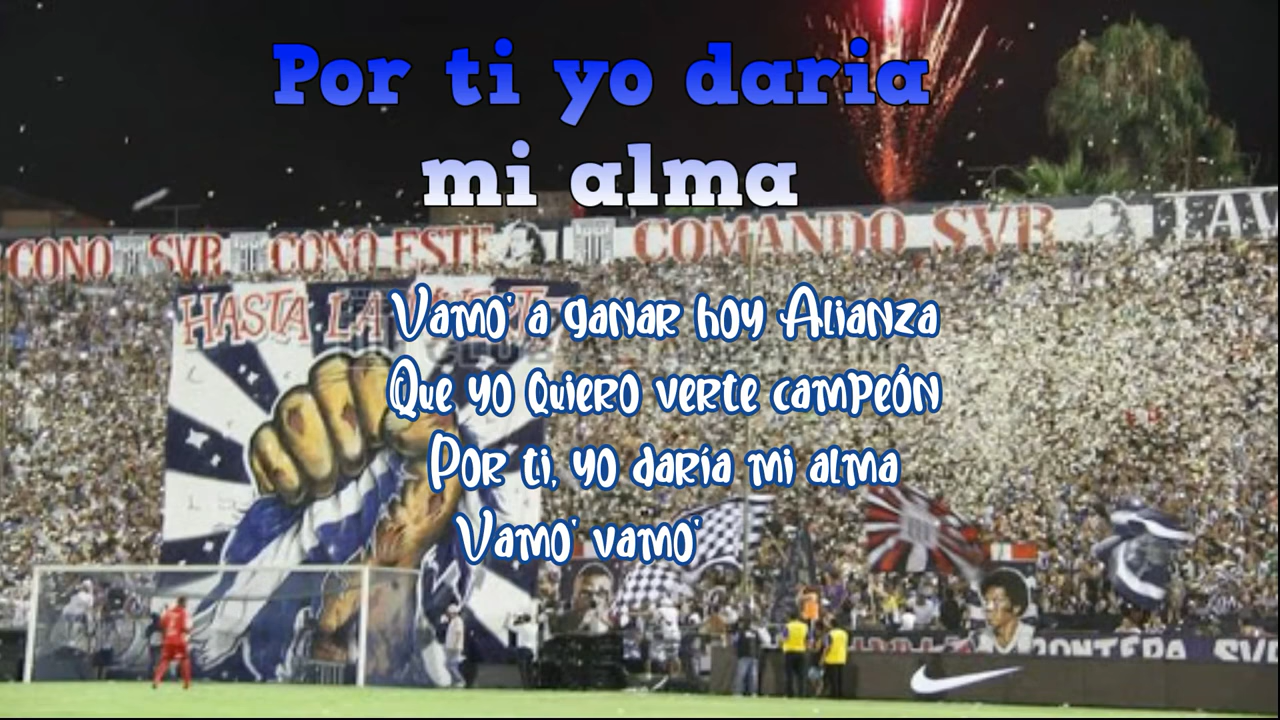 Por ti yo daria
mi alma
CONO SVR CONO ESTE COMANDO SVR LAV
HASTA LA
Vamo' a ganar hoy Alianza
Que yo quiero verte campeón
Por ti, yo daría mi alma
Vamo' vamo'